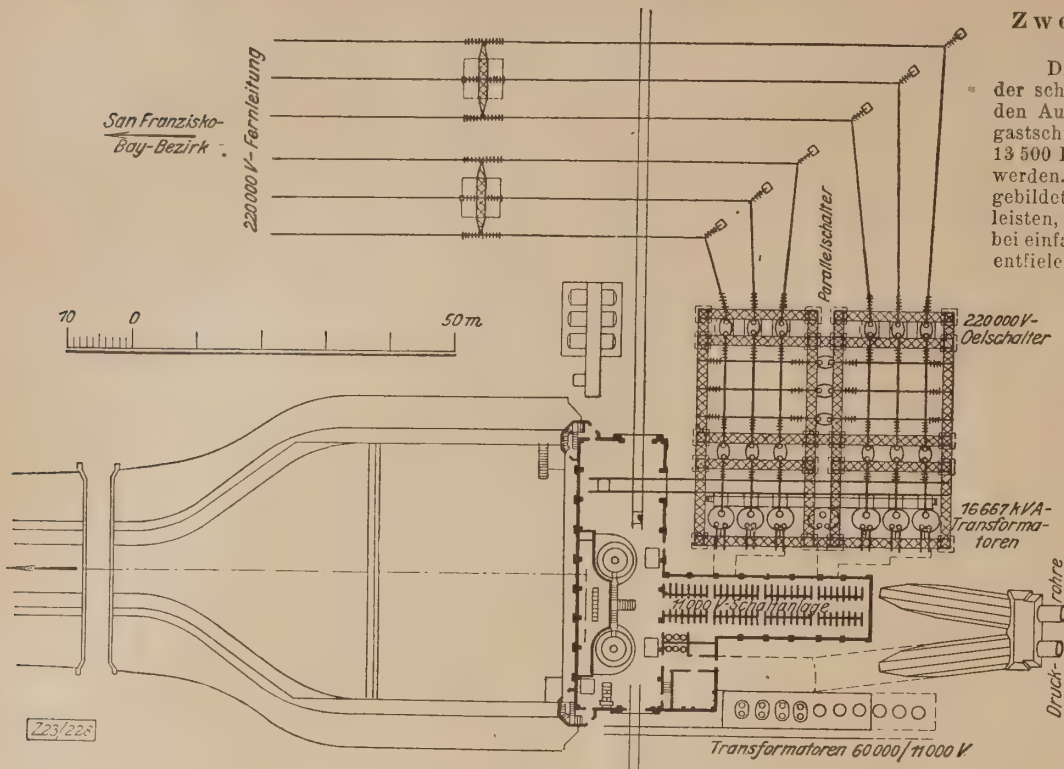 Zwe
D
der sch
den Au
gastsch
13 500 I
werden.
gebildet
leisten,
bei einfa
entfiele
San Franzisko-
Bay-Bezirk
220 000 V-Fernleitung
Parallelschalter
10 0 50 m
220 000 V-
Oelschalter
16 667 kVA-
Transforma-
toren
11 000 V-Schaltanlage
Druck-rohre
Transformatoren 60 000/11 000 V
Z23/228